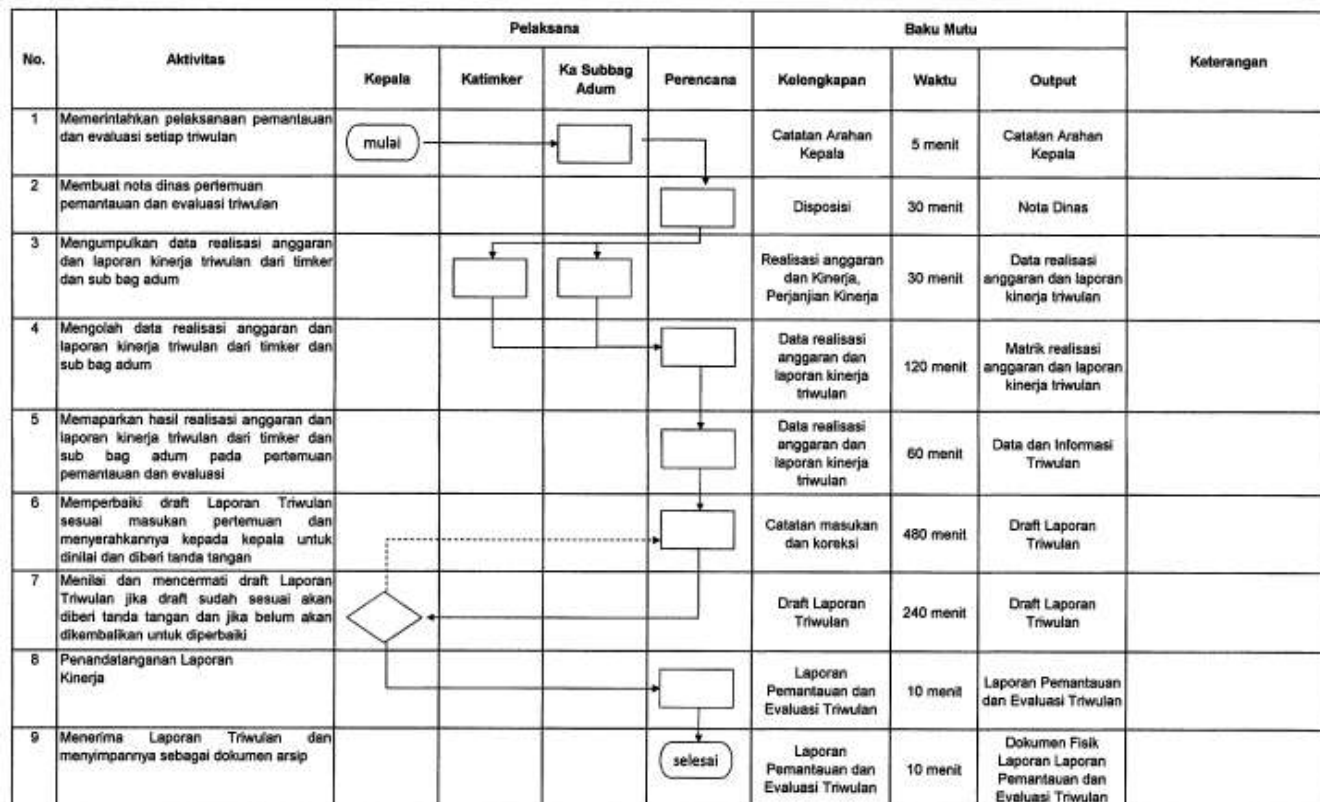 No.
Aktivitas
Pelaksana
Baku Mutu
Keterangan
Kepala
Katimker
Ka Subbag
Adum
Perencana
Kelengkapan
Waktu
Output
1
Memerintahkan pelaksanaan pemantauan
dan evaluasi setiap triwulan
mulai
Catatan Arahan
Kepala
5 menit
Catatan Arahan
Kepala
2
Membuat nota dinas pertemuan
pemantauan dan evaluasi triwulan
Disposisi
30 menit
Nota Dinas
3
Mengumpulkan data realisasi anggaran
dan laporan kinerja triwulan dari timker
dan sub bag adum
Realisasi anggaran
dan Kinerja,
Perjanjian Kinerja
30 menit
Data realisasi
anggaran dan laporan
kinerja triwulan
4
Mengolah data realisasi anggaran dan
laporan kinerja triwulan dari timker dan
sub bag adum
Data realisasi
anggaran dan
laporan kinerja
triwulan
120 menit
Matrik realisasi
anggaran dan laporan
kinerja triwulan
5
Memaparkan hasil realisasi anggaran dan
laporan kinerja triwulan dari timker dan
sub bag adum pada pertemuan
pemantauan dan evaluasi
Data realisasi
anggaran dan
laporan kinerja
triwulan
60 menit
Data dan Informasi
Triwulan
6
Memperbaiki draft Laporan Triwulan
sesuai masukan pertemuan dan
menyerahkannya kepada kepala untuk
dinilai dan diberi tanda tangan
Catatan masukan
dan koreksi
480 menit
Draft Laporan
Triwulan
7
Menilai dan mencermati draft Laporan
Triwulan jika draft sudah sesuai akan
diberi tanda tangan dan jika belum akan
dikembalikan untuk diperbaiki
Draft Laporan
Triwulan
240 menit
Draft Laporan
Triwulan
8
Penandatanganan Laporan
Kinerja
Laporan
Pemantauan dan
Evaluasi Triwulan
10 menit
Laporan Pemantauan
dan Evaluasi Triwulan
9
Menerima Laporan Triwulan dan
menyimpannya sebagai dokumen arsip
selesai
Laporan
Pemantauan dan
Evaluasi Triwulan
10 menit
Dokumen Fisik
Laporan Laporan
Pemantauan dan
Evaluasi Triwulan